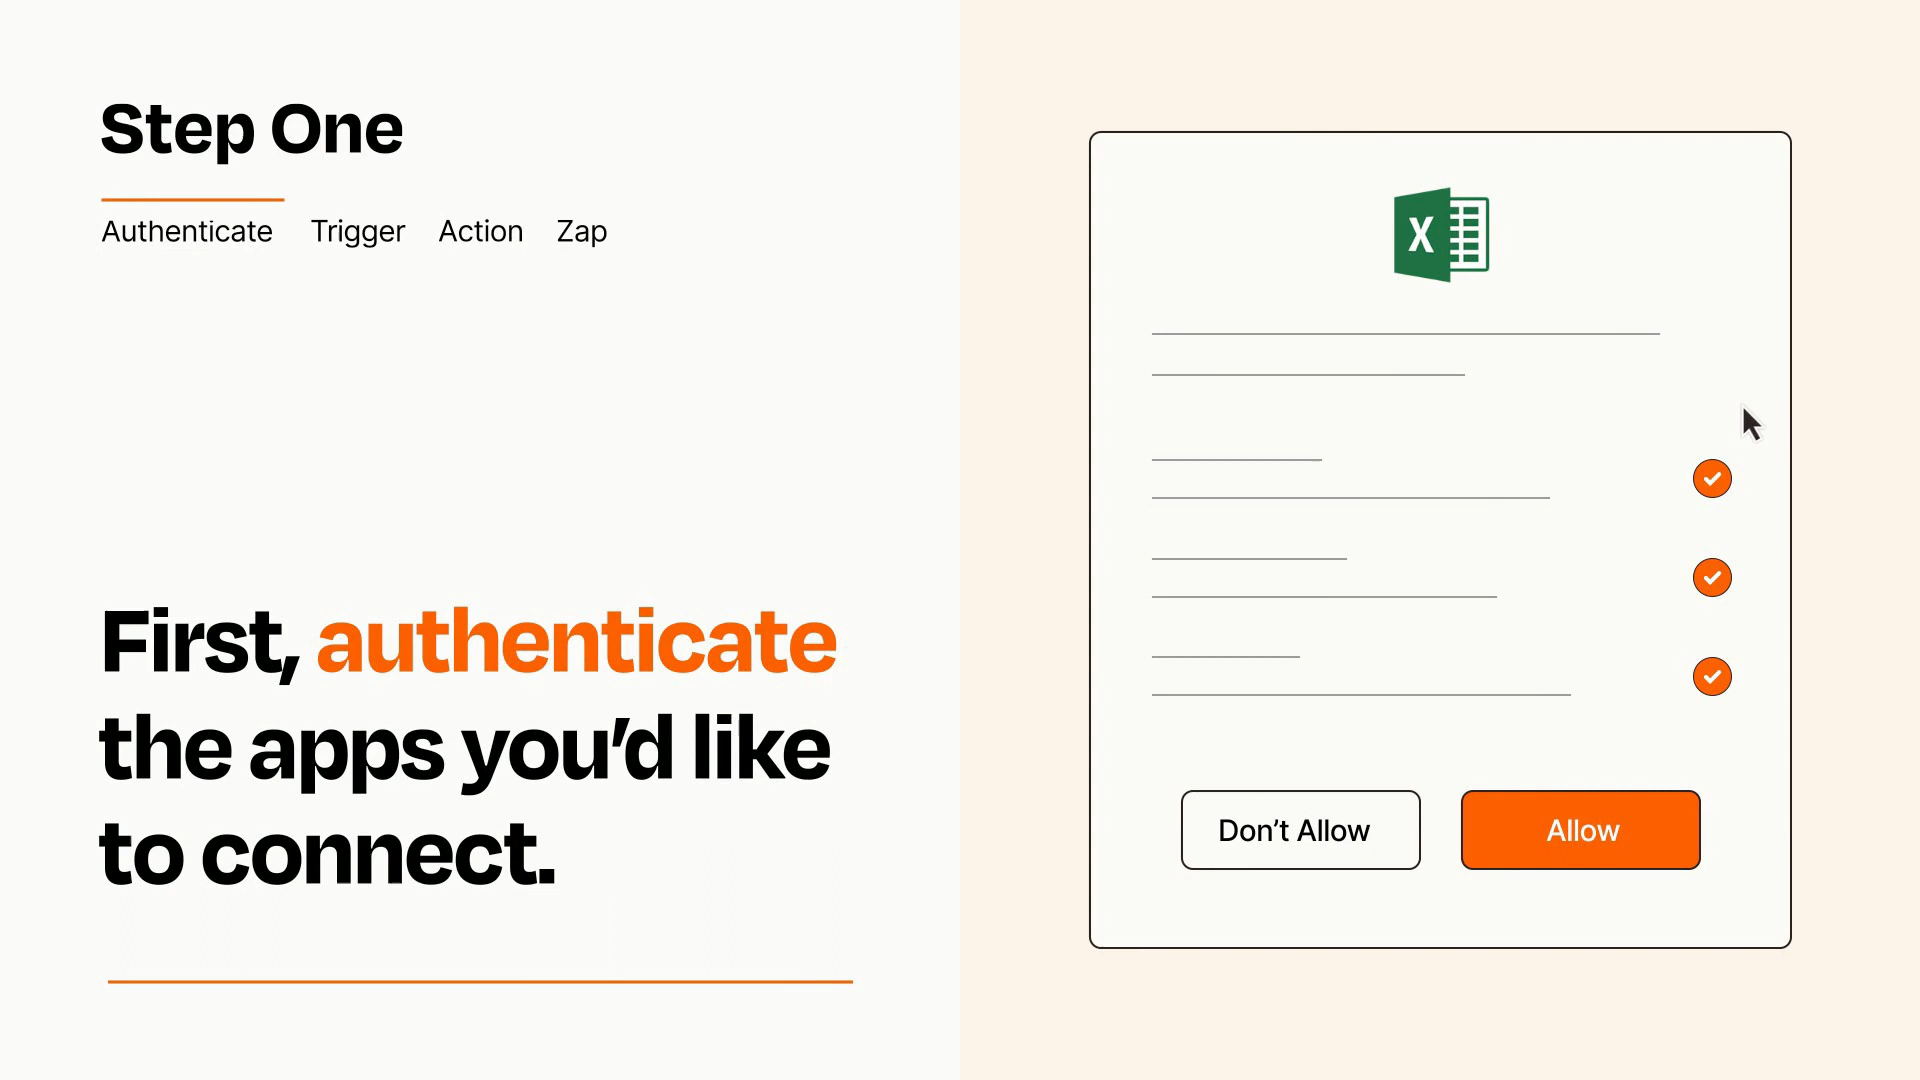 Step One
Authenticate Trigger Action Zap
First, authenticate
the apps you’d like
to connect.
X
Don’t Allow Allow